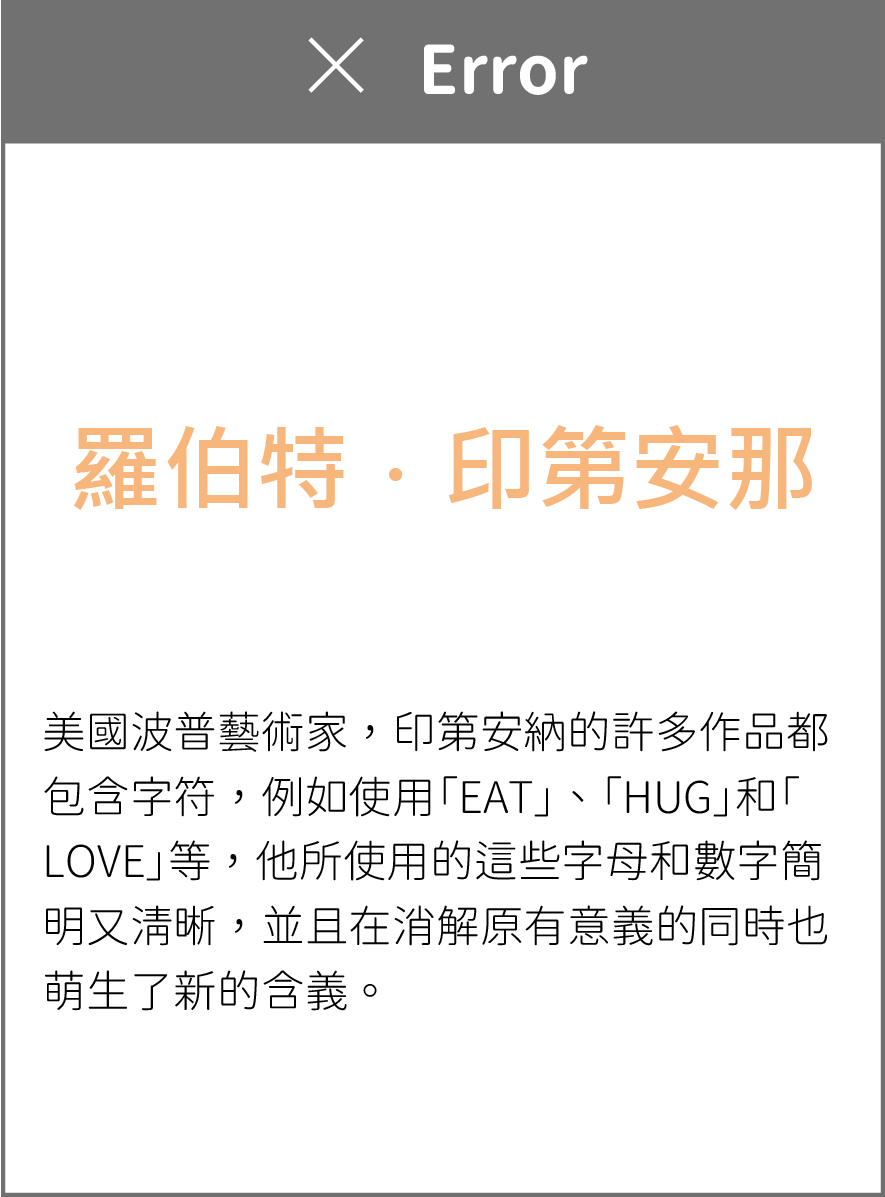 × Error
羅伯特．印第安那
美國波普藝術家，印第安納的許多作品都
包含字符，例如使用「EAT」、「HUG」和「
LOVE」等，他所使用的這些字母和數字簡
明又清晰，並且在消解原有意義的同時也
萌生了新的含義。